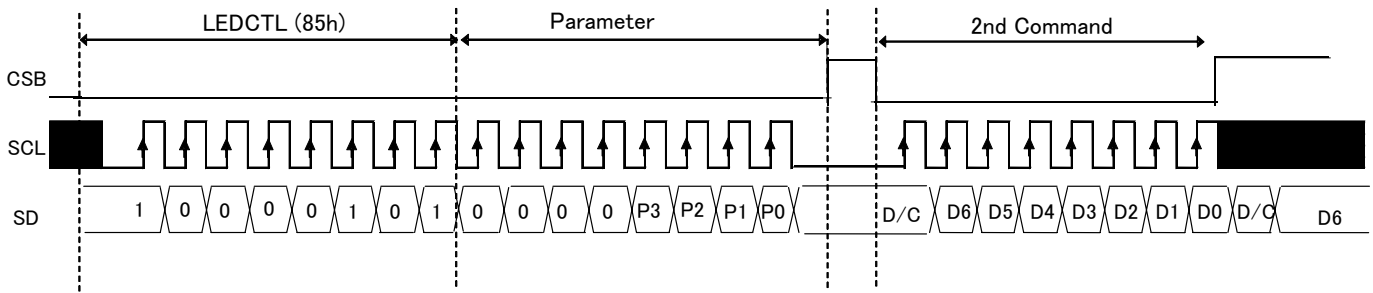 LEDCTL (85h) Parameter 2nd Command
CSB
SCL
SD 1 0 0 0 0 1 0 1 0 0 0 0 P3 P2 P1 P0 D/C D6 D5 D4 D3 D2 D1 D0 D/C D6